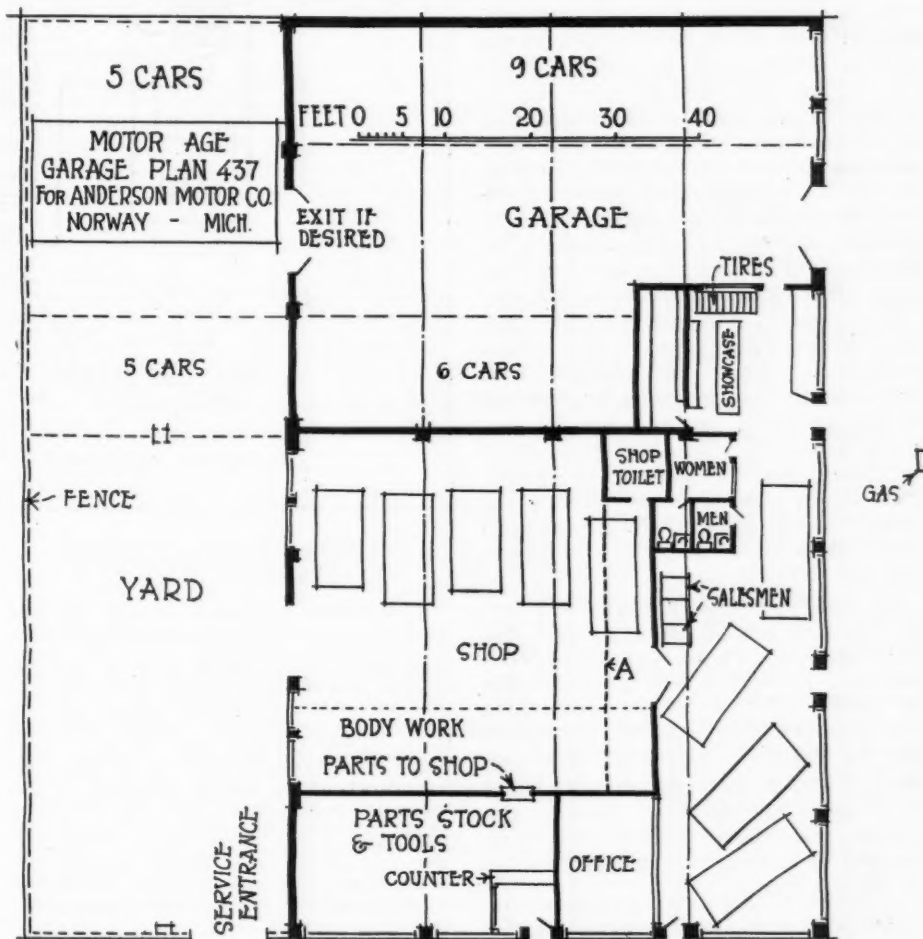 5 CARS
9 CARS
FEET 0 5 10 20 30 40
MOTOR AGE
GARAGE PLAN 437
FOR ANDERSON MOTOR CO.
NORWAY - MICH.
EXIT IF
DESIRED
GARAGE
TIRES
SHOWCASE
5 CARS
6 CARS
SHOP
TOILET
WOMEN
MEN
GAS
FENCE
YARD
SALESMEN
SHOP
A
BODY WORK
PARTS TO SHOP
SERVICE
ENTRANCE
PARTS STOCK
& TOOLS
COUNTER
OFFICE